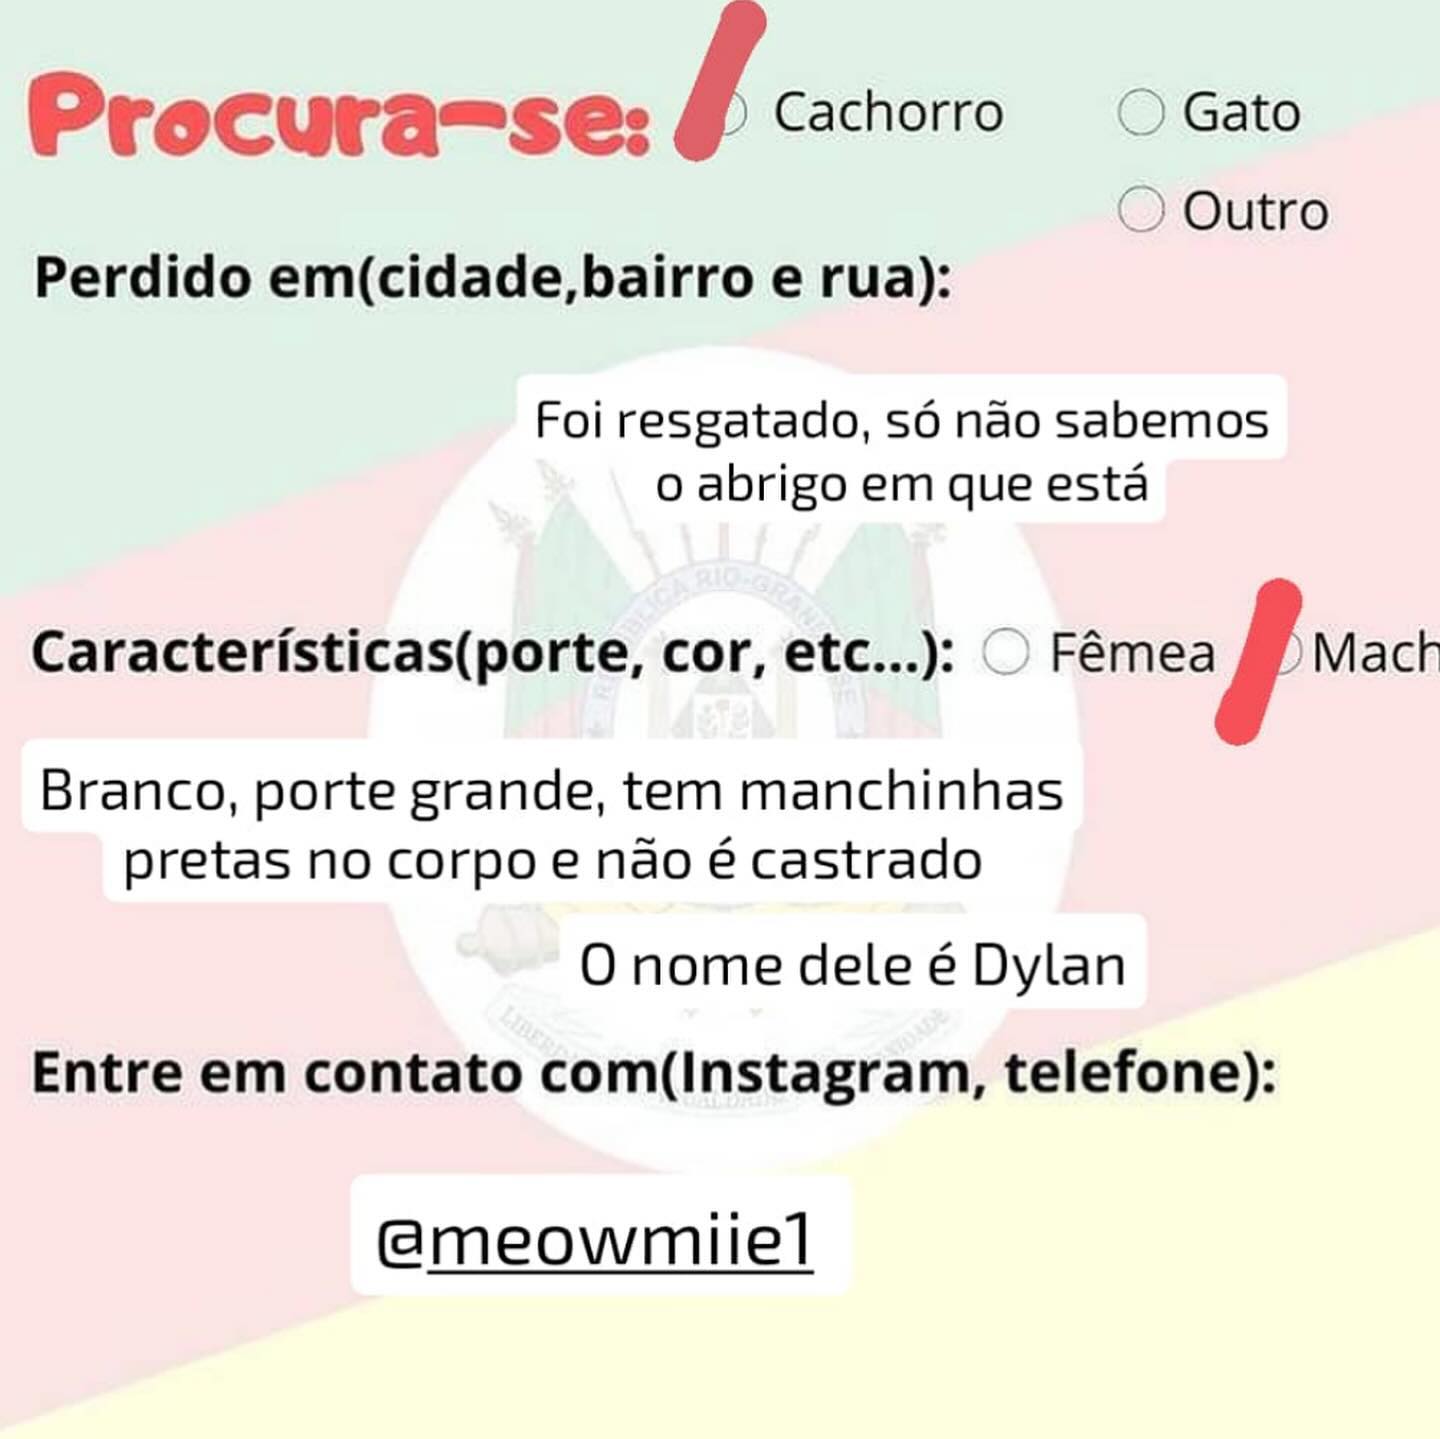 Procura-se: Cachorro Gato
Outro
Perdido em(cidade,bairro e rua):
Foi resgatado, só não sabemos
o abrigo em que está
RIO-GRAN
Características(porte, cor, etc...): Fêmea Mach
Branco, porte grande, tem manchinhas
pretas no corpo e não é castrado
O nome dele é Dylan
Entre em contato com(Instagram, telefone):
@meowmiie1